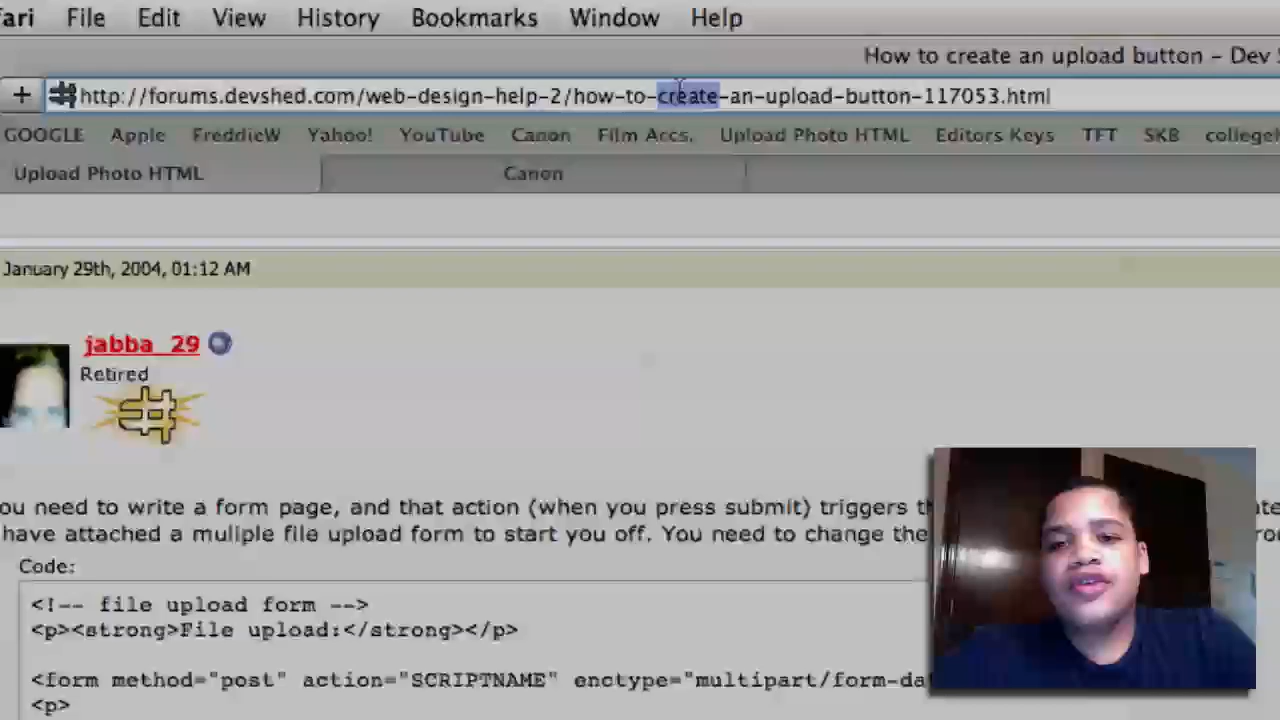 File Edit View History Bookmarks Window Help
How to create an upload button – Dev
http://forums.devshed.com/web-design-help-2/how-to-create-an-upload-button-117053.html
GOOGLE Apple FreddieW Yahoo! YouTube Canon Film Accs. Upload Photo HTML Editors Keys TFT SKB
Upload Photo HTML Canon
January 29th, 2004, 01:12 AM
jabba_29
Retired
need to write a form page, and that action (when you press submit) triggers
have attached a muliple file upload form to start you off. You need to change the
Code:
<!-- file upload form -->
<p><strong>File upload:</strong></p>
<form method="post" action="SCRIPTNAME" enctype="multipart/form-da
<p>